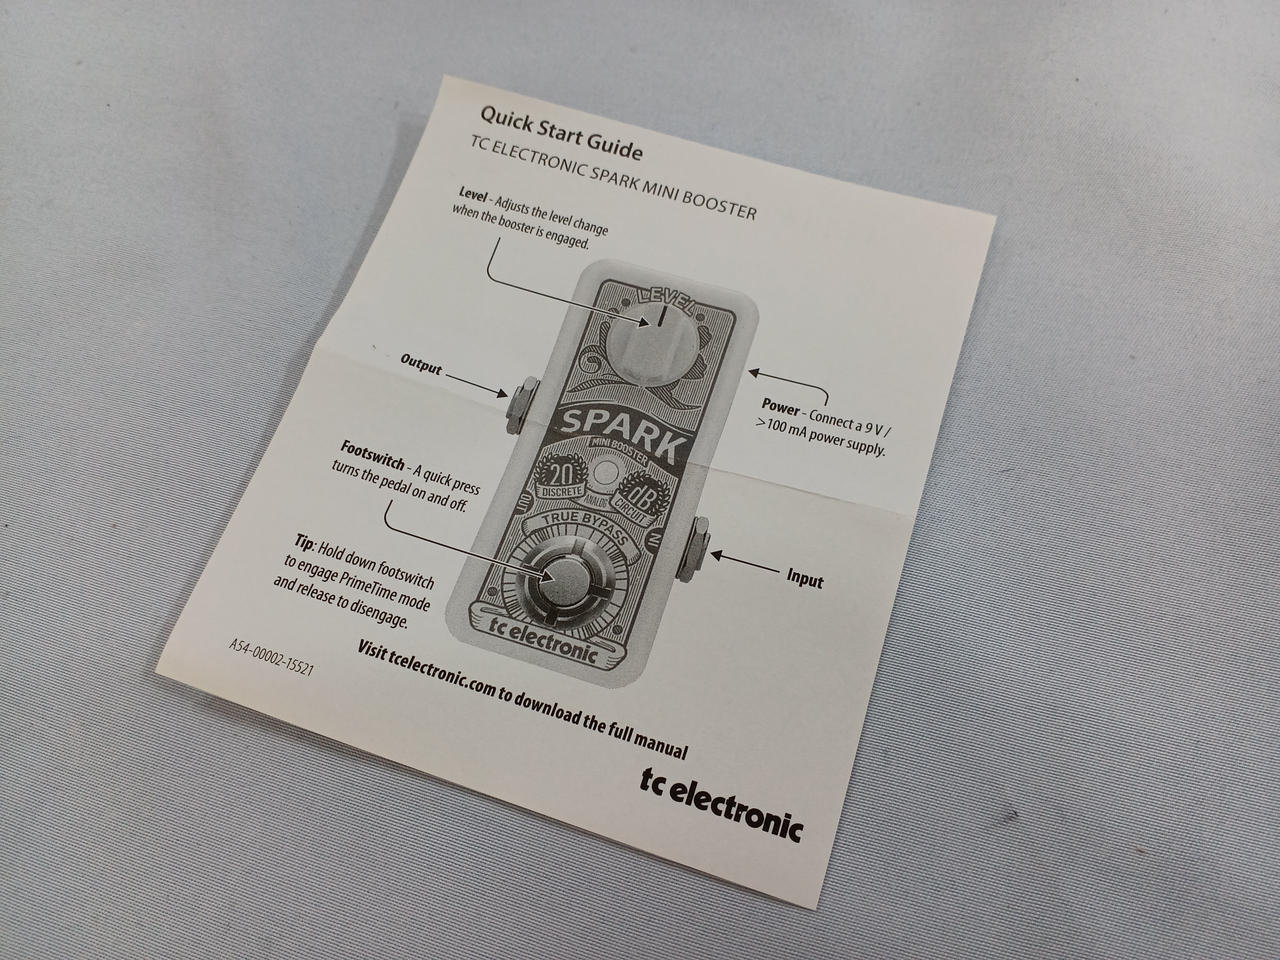 Quick Start Guide
TC ELECTRONIC SPARK MINI BOOSTER
Level - Adjusts the level change
when the booster is engaged.
LEVEL
Output
Power - Connect a 9 V /
>100 mA power supply.
SPARK
MINI BOOSTER
20
DISCRETE
ANALOG
dB
CIRCUIT
OUT
IN
TRUE BYPASS
Footswitch - A quick press
turns the pedal on and off.
Input
Tip: Hold down footswitch
to engage PrimeTime mode
and release to disengage.
tc electronic
A54-00002-15521
Visit tcelectronic.com to download the full manual
tc electronic